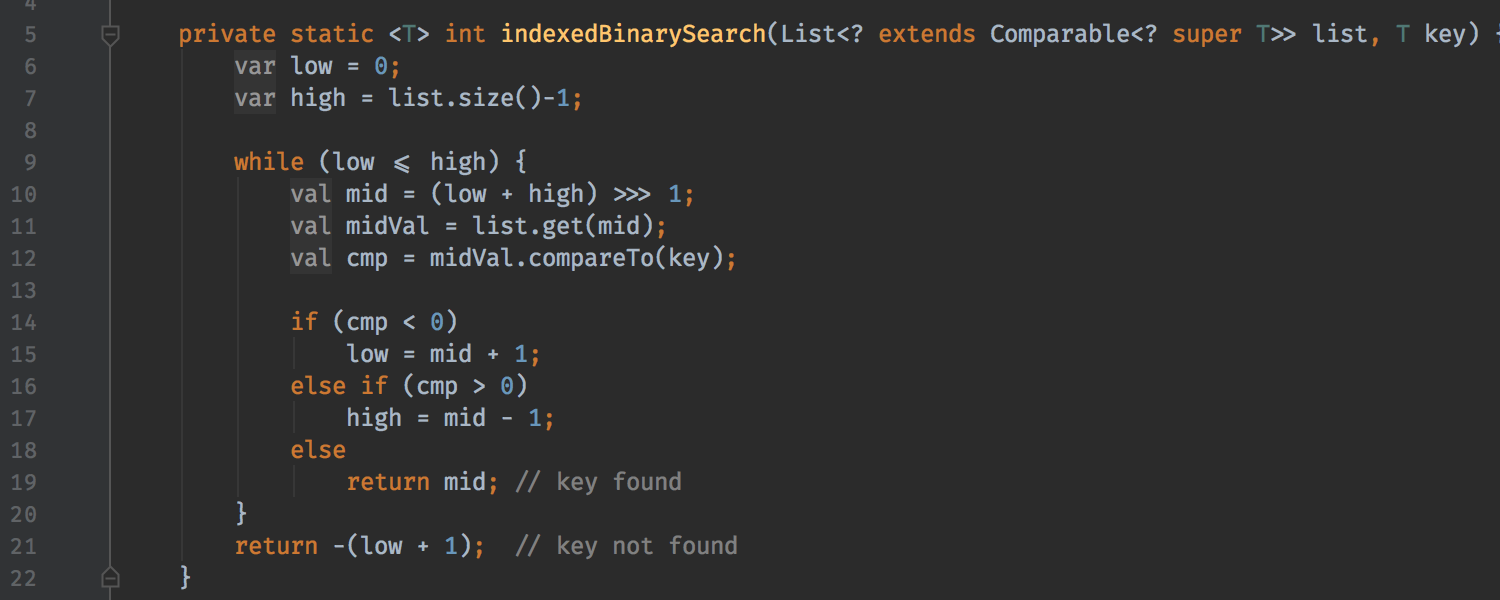 4
5 private static <T> int indexedBinarySearch(List<? extends Comparable<? super T>> list, T key) {
6 var low = 0;
7 var high = list.size()-1;
8
9 while (low ⩽ high) {
10 val mid = (low + high) >>> 1;
11 val midVal = list.get(mid);
12 val cmp = midVal.compareTo(key);
13
14 if (cmp < 0)
15 low = mid + 1;
16 else if (cmp > 0)
17 high = mid - 1;
18 else
19 return mid; // key found
20 }
21 return -(low + 1);  // key not found
22 }